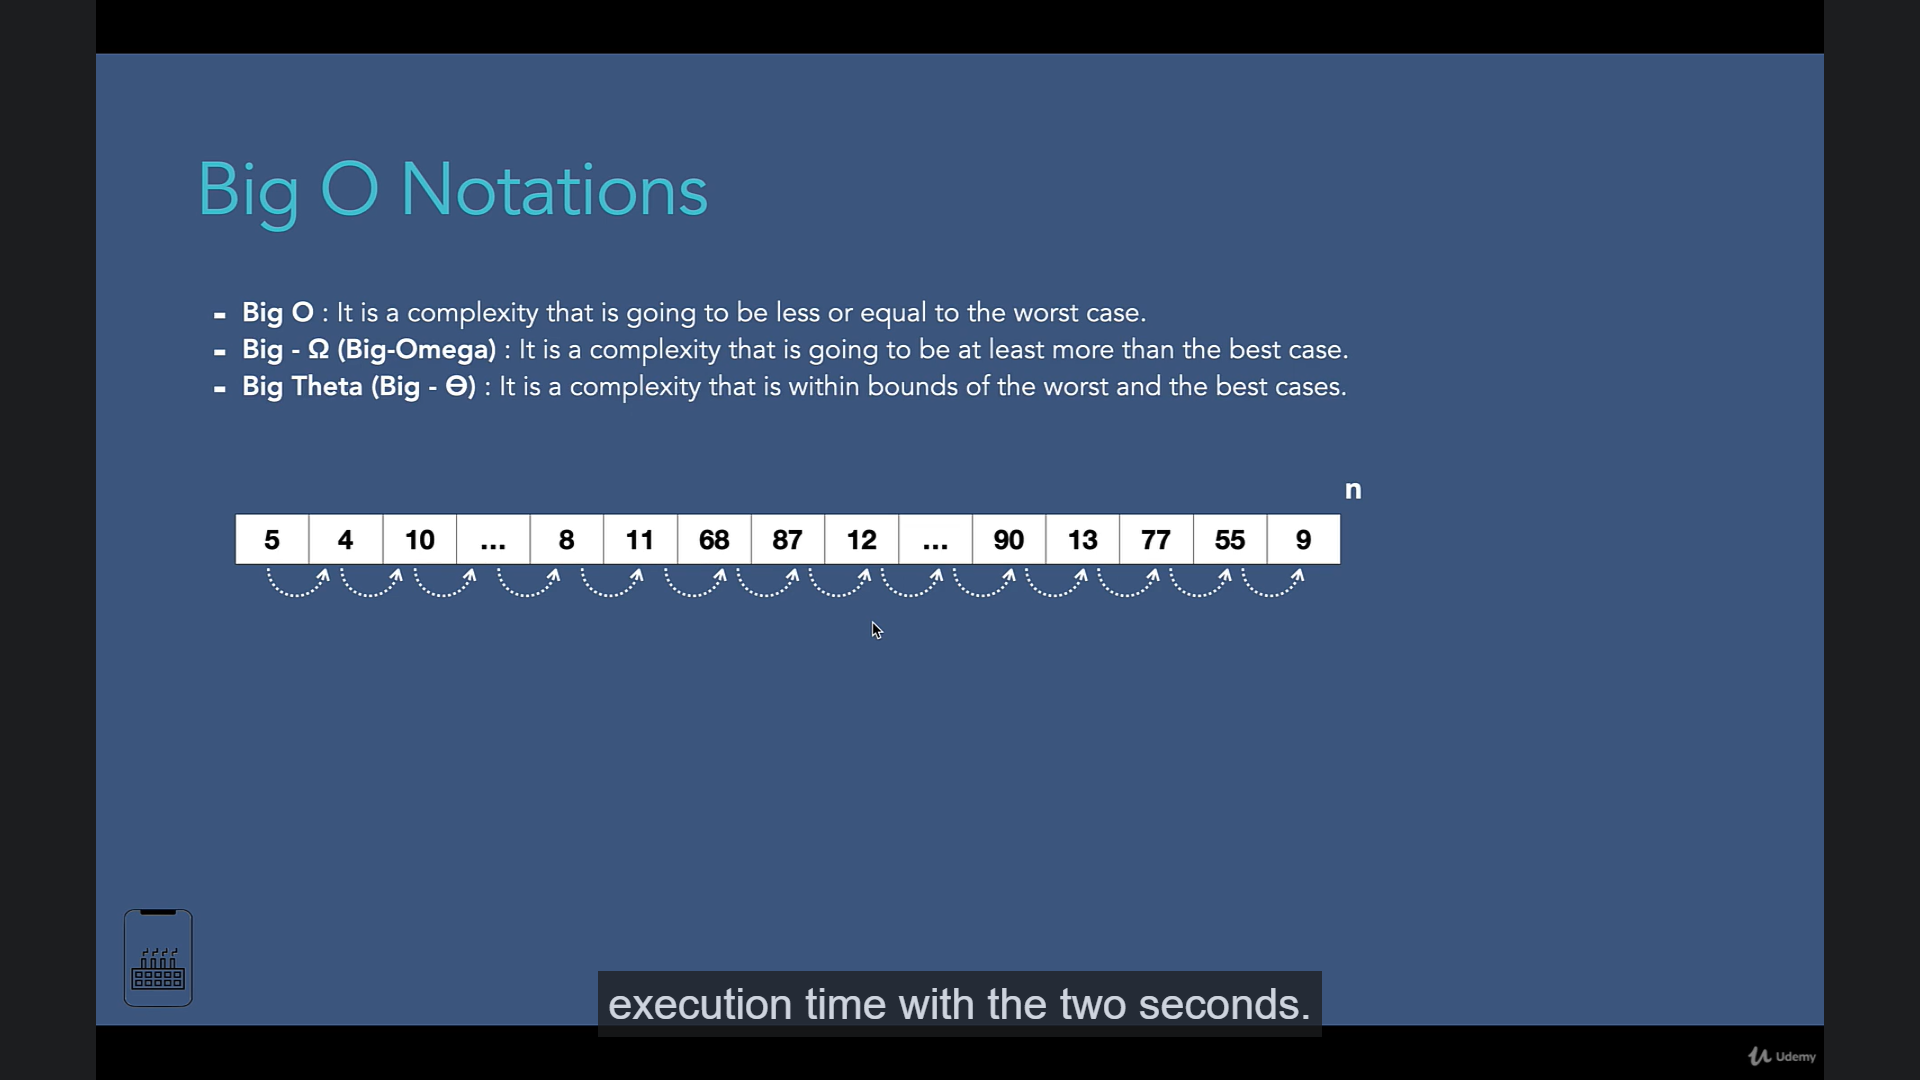 Big O Notations
- Big O : It is a complexity that is going to be less or equal to the worst case.
- Big - Ω (Big-Omega) : It is a complexity that is going to be at least more than the best case.
- Big Theta (Big - Θ) : It is a complexity that is within bounds of the worst and the best cases.
n
5 4 10 ... 8 11 68 87 12 ... 90 13 77 55 9
execution time with the two seconds.
Udemy